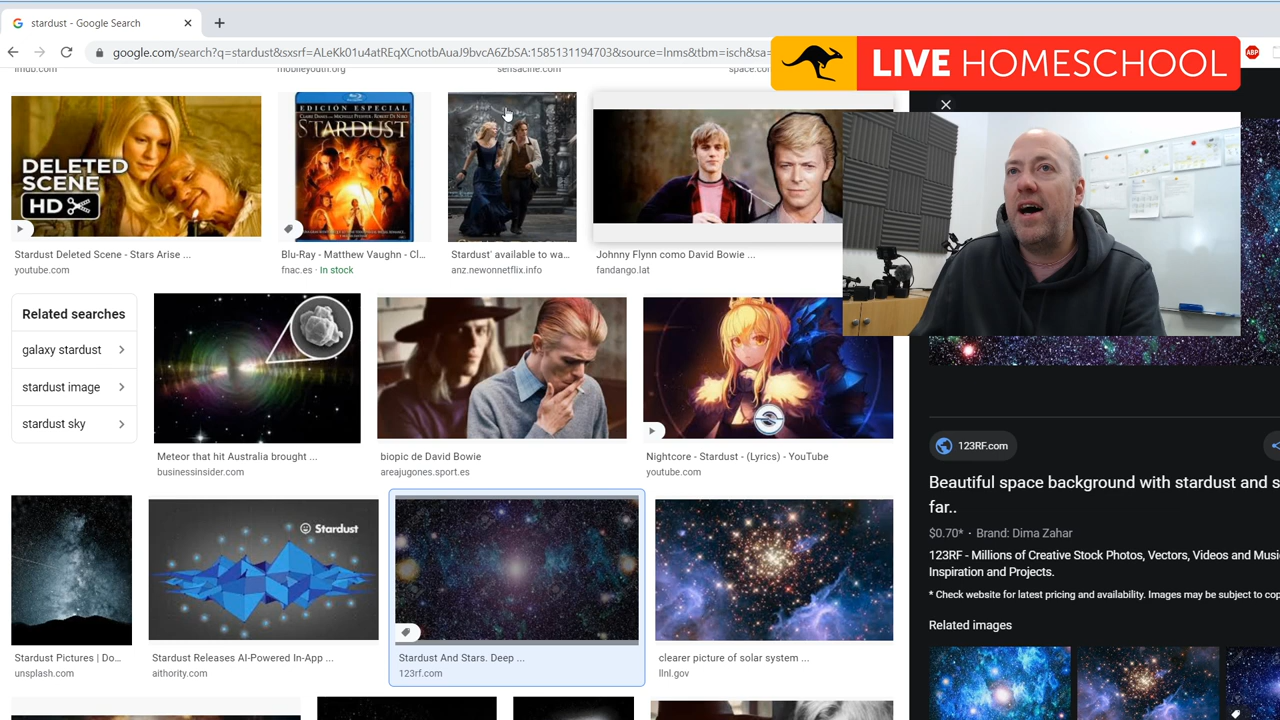 stardust - Google Search
google.com/search?q=stardust&sxsrf=ALeKk01u4atREqXCnotbAuaJ9bvcA6ZbSA:1585131194703&source=lnms&tbm=isch&sa=
ABP
LIVE HOMESCHOOL
imdb.com
mobileyouth.org
sensacine.com
space.co
DELETED
SCENE
HD
EDICIÓN ESPECIAL
STARDUST
Stardust Deleted Scene - Stars Arise ...
youtube.com
Blu-Ray - Matthew Vaughn - Cl...
fnac.es · In stock
Stardust' available to wa...
anz.newonnetflix.info
Johnny Flynn como David Bowie ...
fandango.lat
Related searches
galaxy stardust
stardust image
stardust sky
Meteor that hit Australia brought ...
businessinsider.com
biopic de David Bowie
areajugones.sport.es
Nightcore - Stardust - (Lyrics) - YouTube
youtube.com
Stardust
Stardust Pictures | Do...
unsplash.com
Stardust Releases AI-Powered In-App ...
aithority.com
Stardust And Stars. Deep ...
123rf.com
clearer picture of solar system ...
llnl.gov
123RF.com
Beautiful space background with stardust and s
far..
$0.70* · Brand: Dima Zahar
123RF - Millions of Creative Stock Photos, Vectors, Videos and Musi
Inspiration and Projects.
* Check website for latest pricing and availability. Images may be subject to cop
Related images